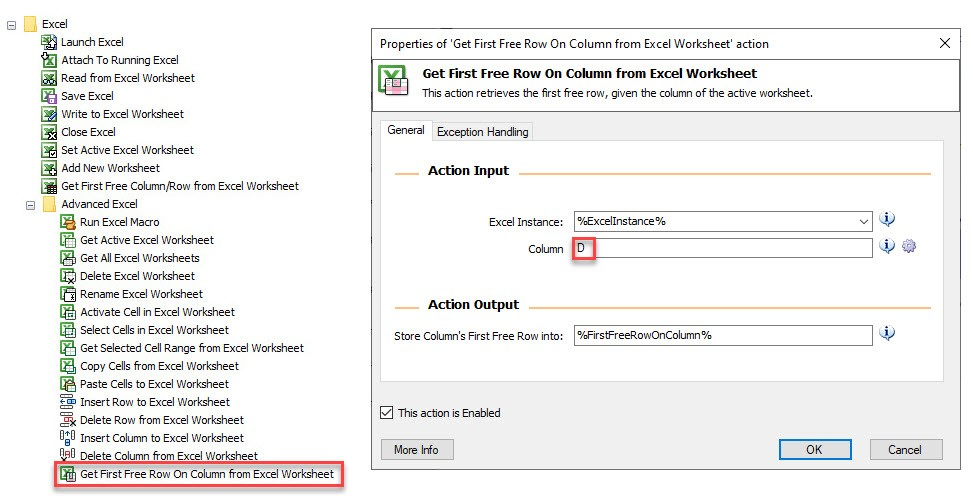 Excel
Launch Excel
Attach To Running Excel
Read from Excel Worksheet
Save Excel
Write to Excel Worksheet
Close Excel
Set Active Excel Worksheet
Add New Worksheet
Get First Free Column/Row from Excel Worksheet
Advanced Excel
Run Excel Macro
Get Active Excel Worksheet
Get All Excel Worksheets
Delete Excel Worksheet
Rename Excel Worksheet
Activate Cell in Excel Worksheet
Select Cells in Excel Worksheet
Get Selected Cell Range from Excel Worksheet
Copy Cells from Excel Worksheet
Paste Cells to Excel Worksheet
Insert Row to Excel Worksheet
Delete Row from Excel Worksheet
Insert Column to Excel Worksheet
Delete Column from Excel Worksheet
Get First Free Row On Column from Excel Worksheet
Properties of 'Get First Free Row On Column from Excel Worksheet' action
Get First Free Row On Column from Excel Worksheet
This action retrieves the first free row, given the column of the active worksheet.
General Exception Handling
Action Input
Excel Instance: %ExcelInstance%
Column D
Action Output
Store Column's First Free Row into: %FirstFreeRowOnColumn%
This action is Enabled
More Info OK Cancel